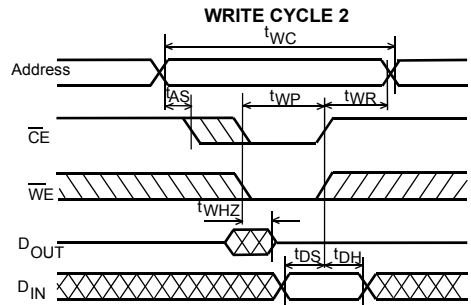 WRITE CYCLE 2
tWC
Address
tAS
tWP
tWR
CE
WE
tWHZ
DOUT
tDS
tDH
DIN